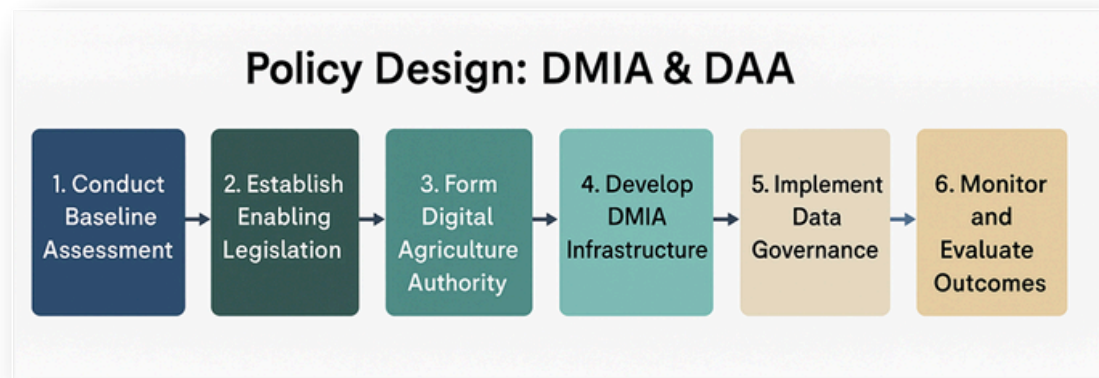 Policy Design: DMIA & DAA
1. Conduct
Baseline
Assessment
2. Establish
Enabling
Legislation
3. Form
Digital
Agriculture
Authority
4. Develop
DMIA
Infrastructure
5. Implement
Data
Governance
6. Monitor
and
Evaluate
Outcomes